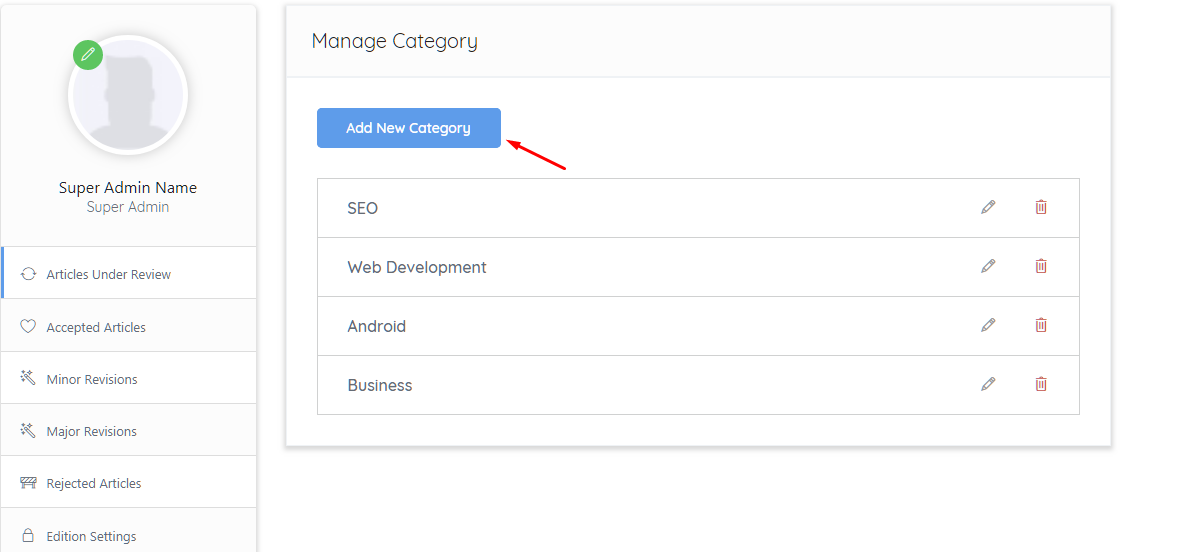 Super Admin Name
Super Admin
Articles Under Review
Accepted Articles
Minor Revisions
Major Revisions
Rejected Articles
Edition Settings
Manage Category
Add New Category
SEO
Web Development
Android
Business